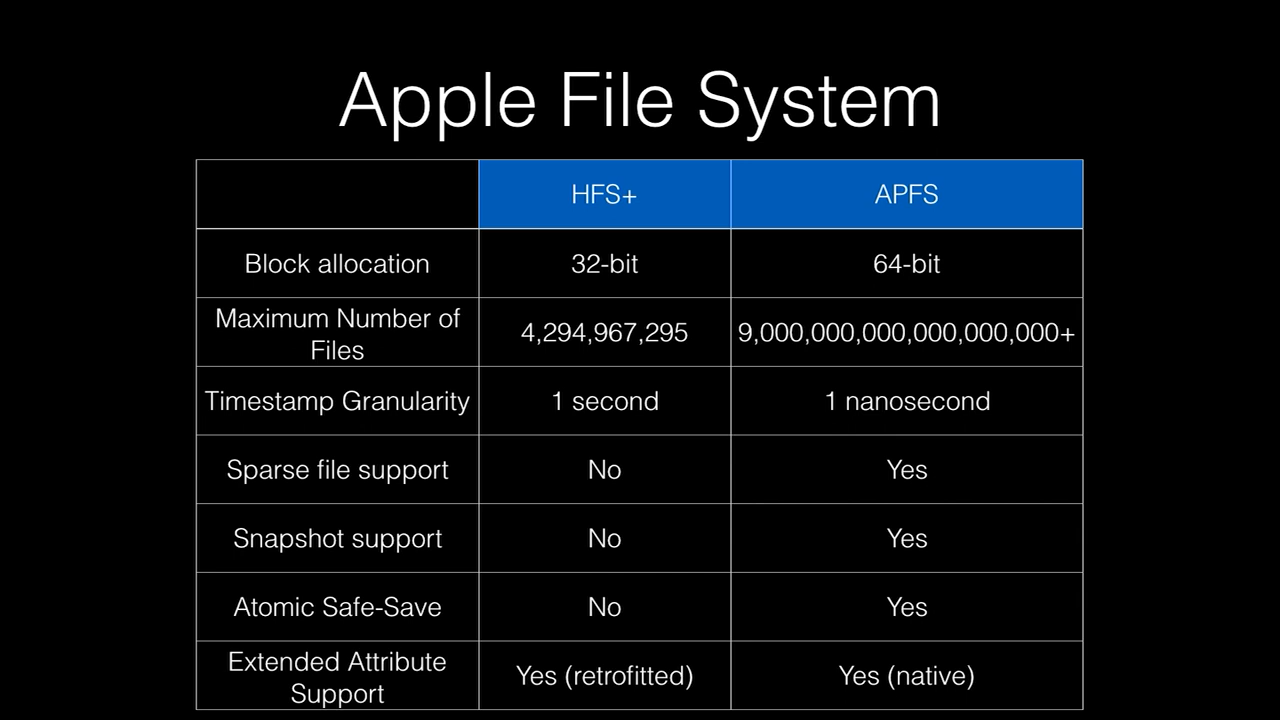 Apple File System
HFS+ APFS
Block allocation 32-bit 64-bit
Maximum Number of
Files 4,294,967,295 9,000,000,000,000,000,000+
Timestamp Granularity 1 second 1 nanosecond
Sparse file support No Yes
Snapshot support No Yes
Atomic Safe-Save No Yes
Extended Attribute
Support Yes (retrofitted) Yes (native)